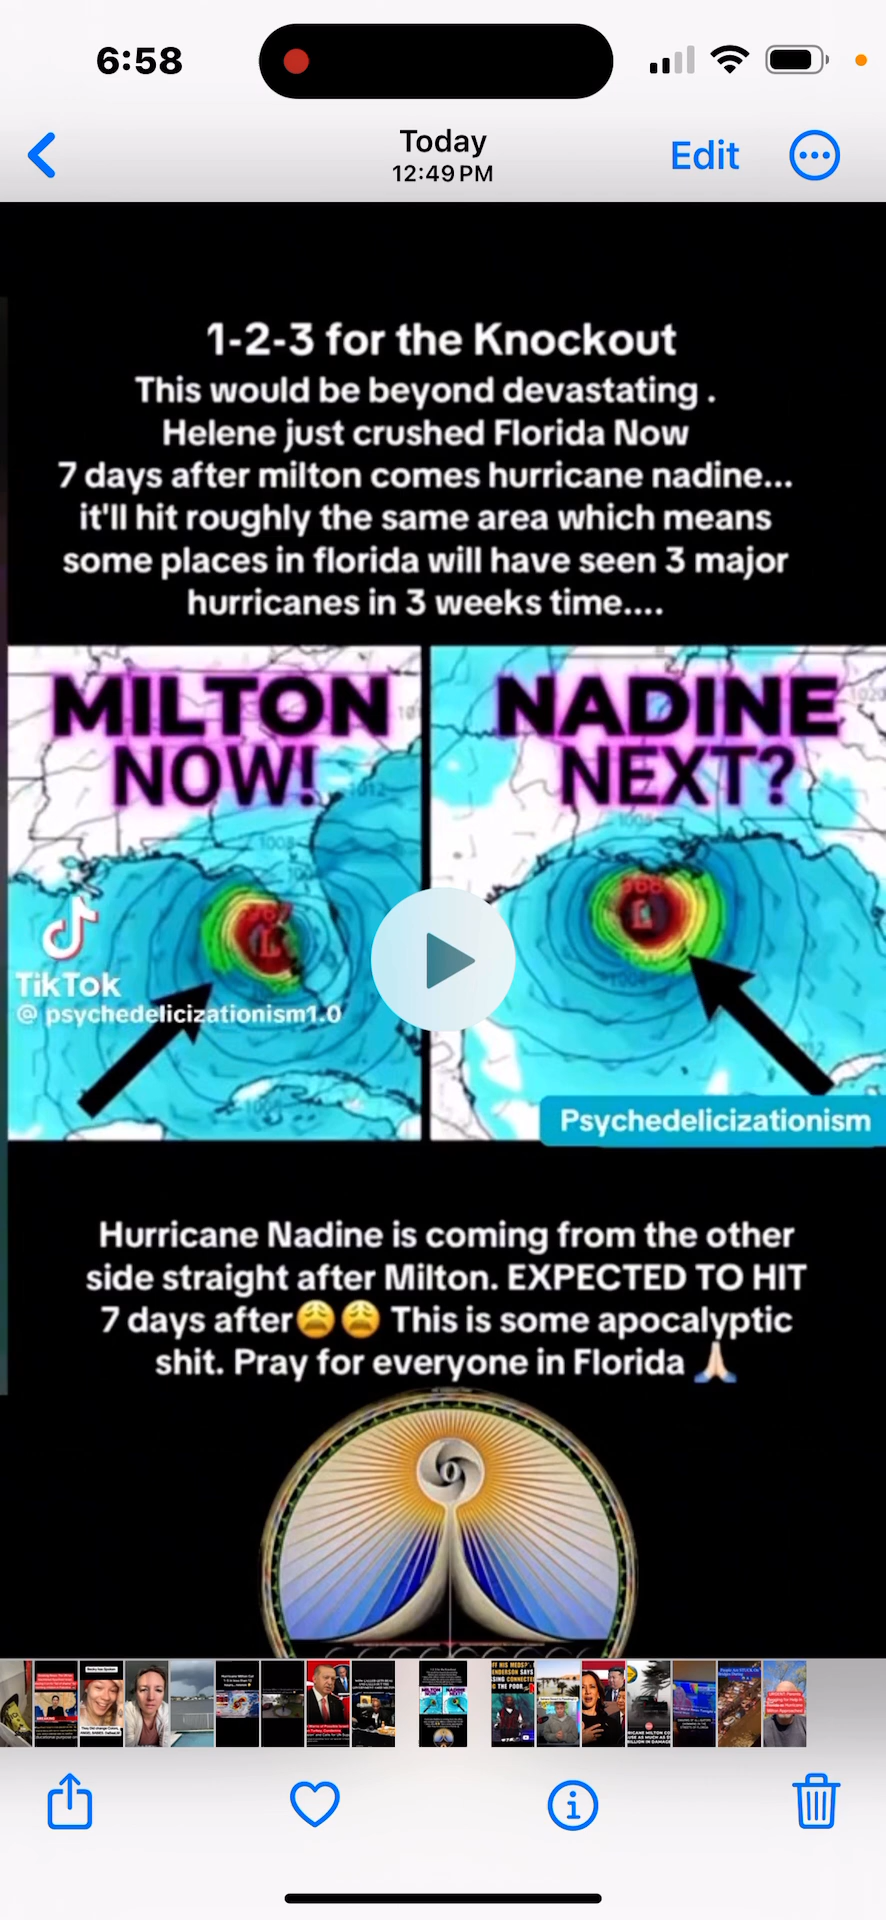 6:58
Today
12:49 PM
Edit
1-2-3 for the Knockout
This would be beyond devastating .
Helene just crushed Florida Now
7 days after milton comes hurricane nadine...
it'll hit roughly the same area which means
some places in florida will have seen 3 major
hurricanes in 3 weeks time....
MILTON
NOW!
NADINE
NEXT?
1012
1008
968
L
L
TikTok
@ psychedelicizationism1.0
Psychedelicizationism
Hurricane Nadine is coming from the other
side straight after Milton. EXPECTED TO HIT
7 days after😩😩 This is some apocalyptic
shit. Pray for everyone in Florida 🙏🏻